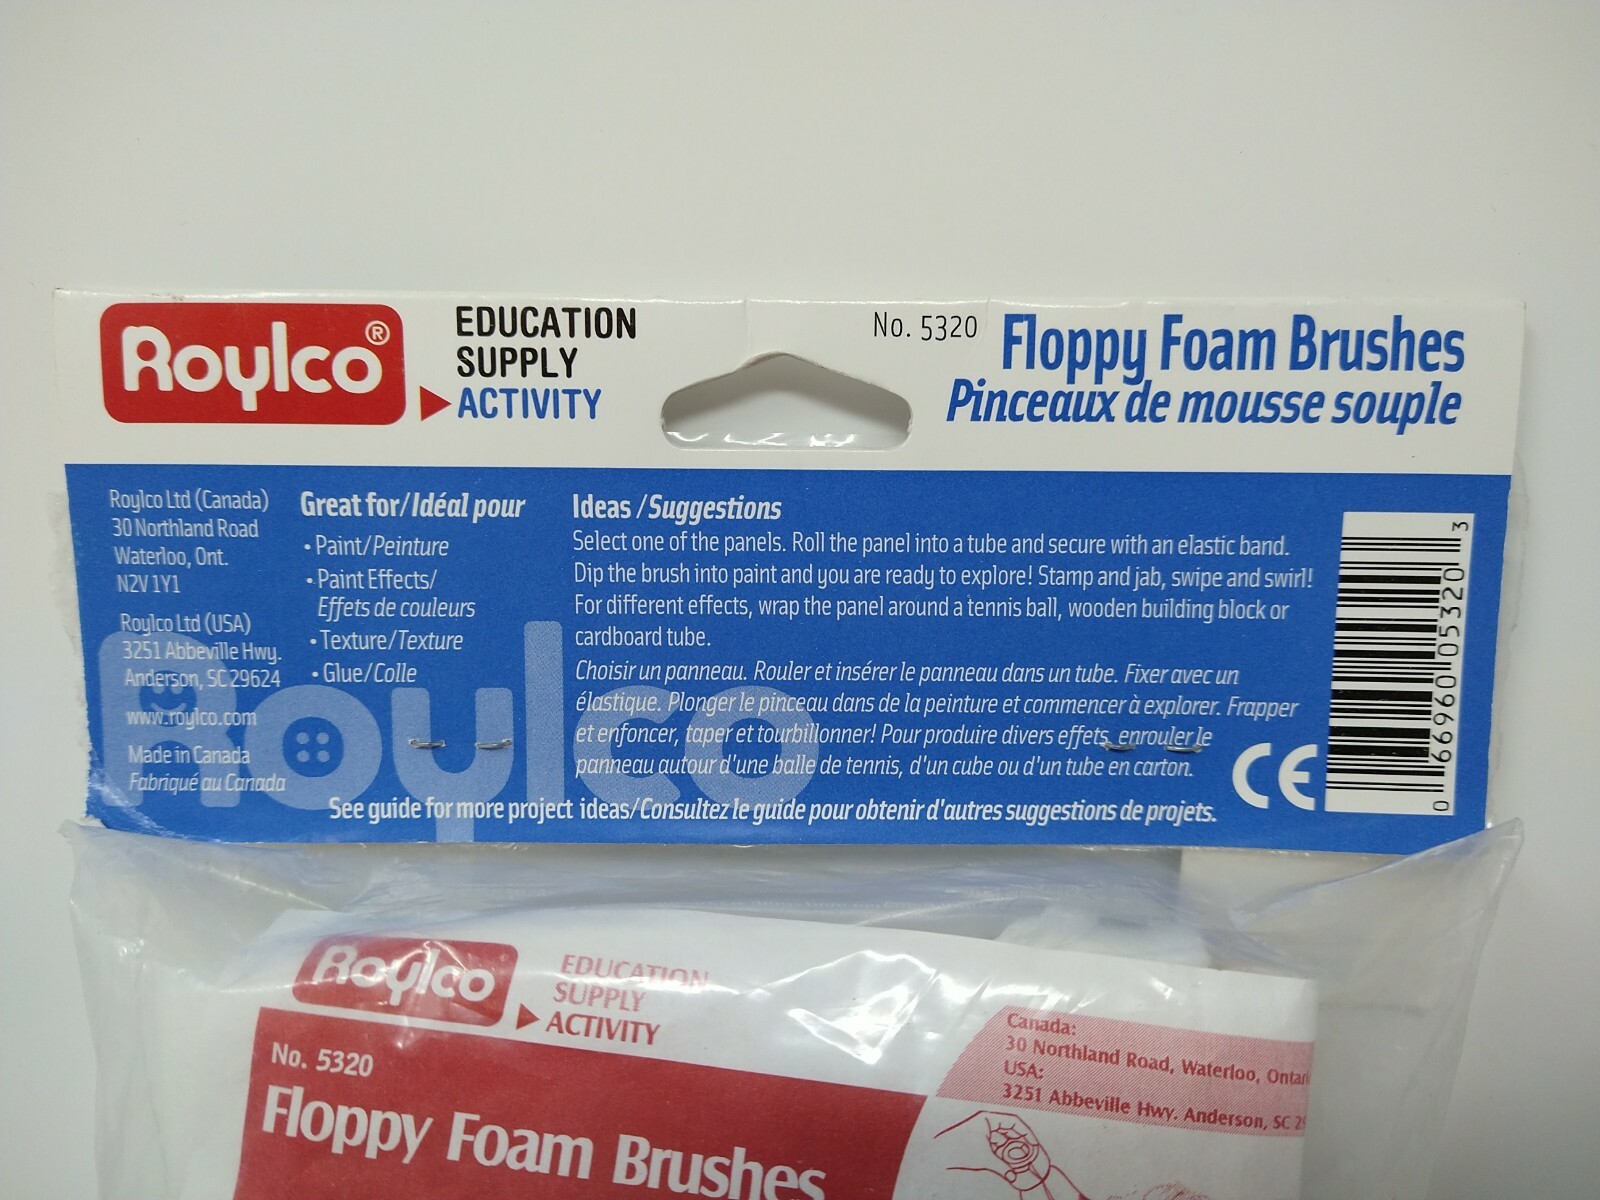 Roylco®
EDUCATION
SUPPLY
ACTIVITY
No. 5320
Floppy Foam Brushes
Pinceaux de mousse souple
Roylco Ltd (Canada)
30 Northland Road
Waterloo, Ont.
N2V 1Y1
Roylco Ltd (USA)
3251 Abbeville Hwy.
Anderson, SC 29624
www.roylco.com
Made in Canada
Fabriqué au Canada
Great for/Idéal pour
• Paint/Peinture
• Paint Effects/
Effets de couleurs
• Texture/Texture
• Glue/Colle
Ideas /Suggestions
Select one of the panels. Roll the panel into a tube and secure with an elastic band.
Dip the brush into paint and you are ready to explore! Stamp and jab, swipe and swirl!
For different effects, wrap the panel around a tennis ball, wooden building block or
cardboard tube.
Choisir un panneau. Rouler et insérer le panneau dans un tube. Fixer avec un
élastique. Plonger le pinceau dans de la peinture et commencer à explorer. Frapper
et enfoncer, taper et tourbillonner! Pour produire divers effets, enrouler le
panneau autour d'une balle de tennis, d'un cube ou d'un tube en carton.
See guide for more project ideas/Consultez le guide pour obtenir d'autres suggestions de projets.
Roylco
CE
0 66960 05320 3
Roylco
EDUCATION
SUPPLY
ACTIVITY
No. 5320
Floppy Foam Brushes
Canada:
30 Northland Road, Waterloo,
USA:
3251 Abbeville Hwy. Anderson, SC